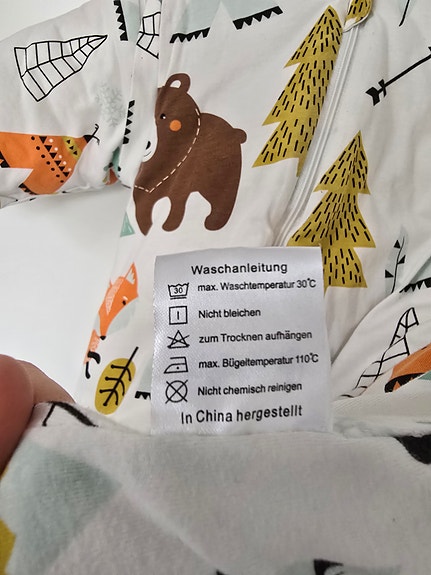 Waschanleitung
30 max. Waschtemperatur 30℃
Nicht bleichen
zum Trocknen aufhängen
max. Bügeltemperatur 110℃
Nicht chemisch reinigen
In China hergestellt